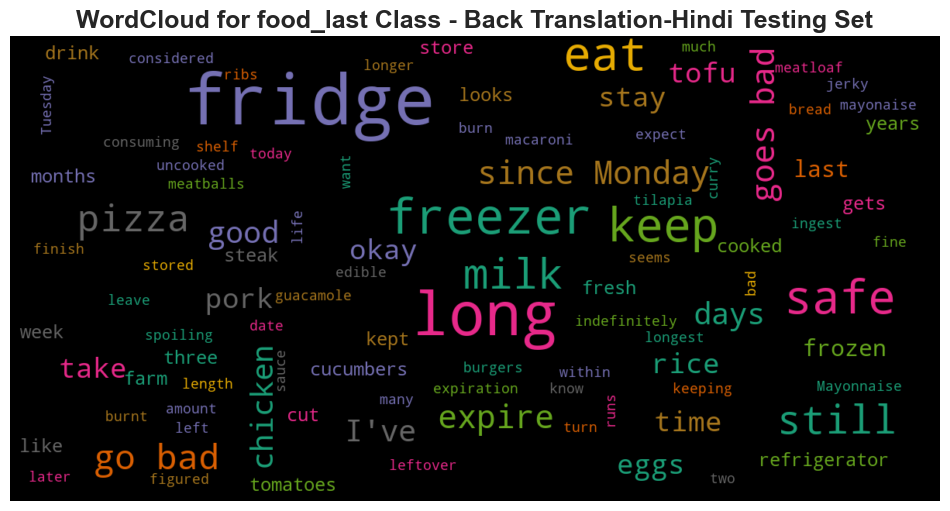 WordCloud for food_last Class - Back Translation-Hindi Testing Set
drink
considered
store
longer
ribs
fridge
Tuesday
eat
much
tofu
goes bad
meatloaf
jerky
looks
stay
bread
mayonaise
years
consuming
shelf
today
burn
macaroni
expect
months
uncooked
meatballs
want
since Monday
curry
last
pizza
good
life
freezer
keep
tilapia
gets
ingest
finish
steak
okay
cooked
fine
stored
edible
milk
seems
bad
leave
pork
guacamole
long
fresh
days
safe
week
spoiling
date
kept
indefinitely
longest
frozen
take
three
farm
length
chicken
sauce
cucumbers
burgers
within
rice
Mayonnaise
burnt
amount
left
cut
many
expiration
know
keeping
expire
turn
runs
time
still
like
go bad
I've
later
figured
tomatoes
leftover
eggs
two
refrigerator